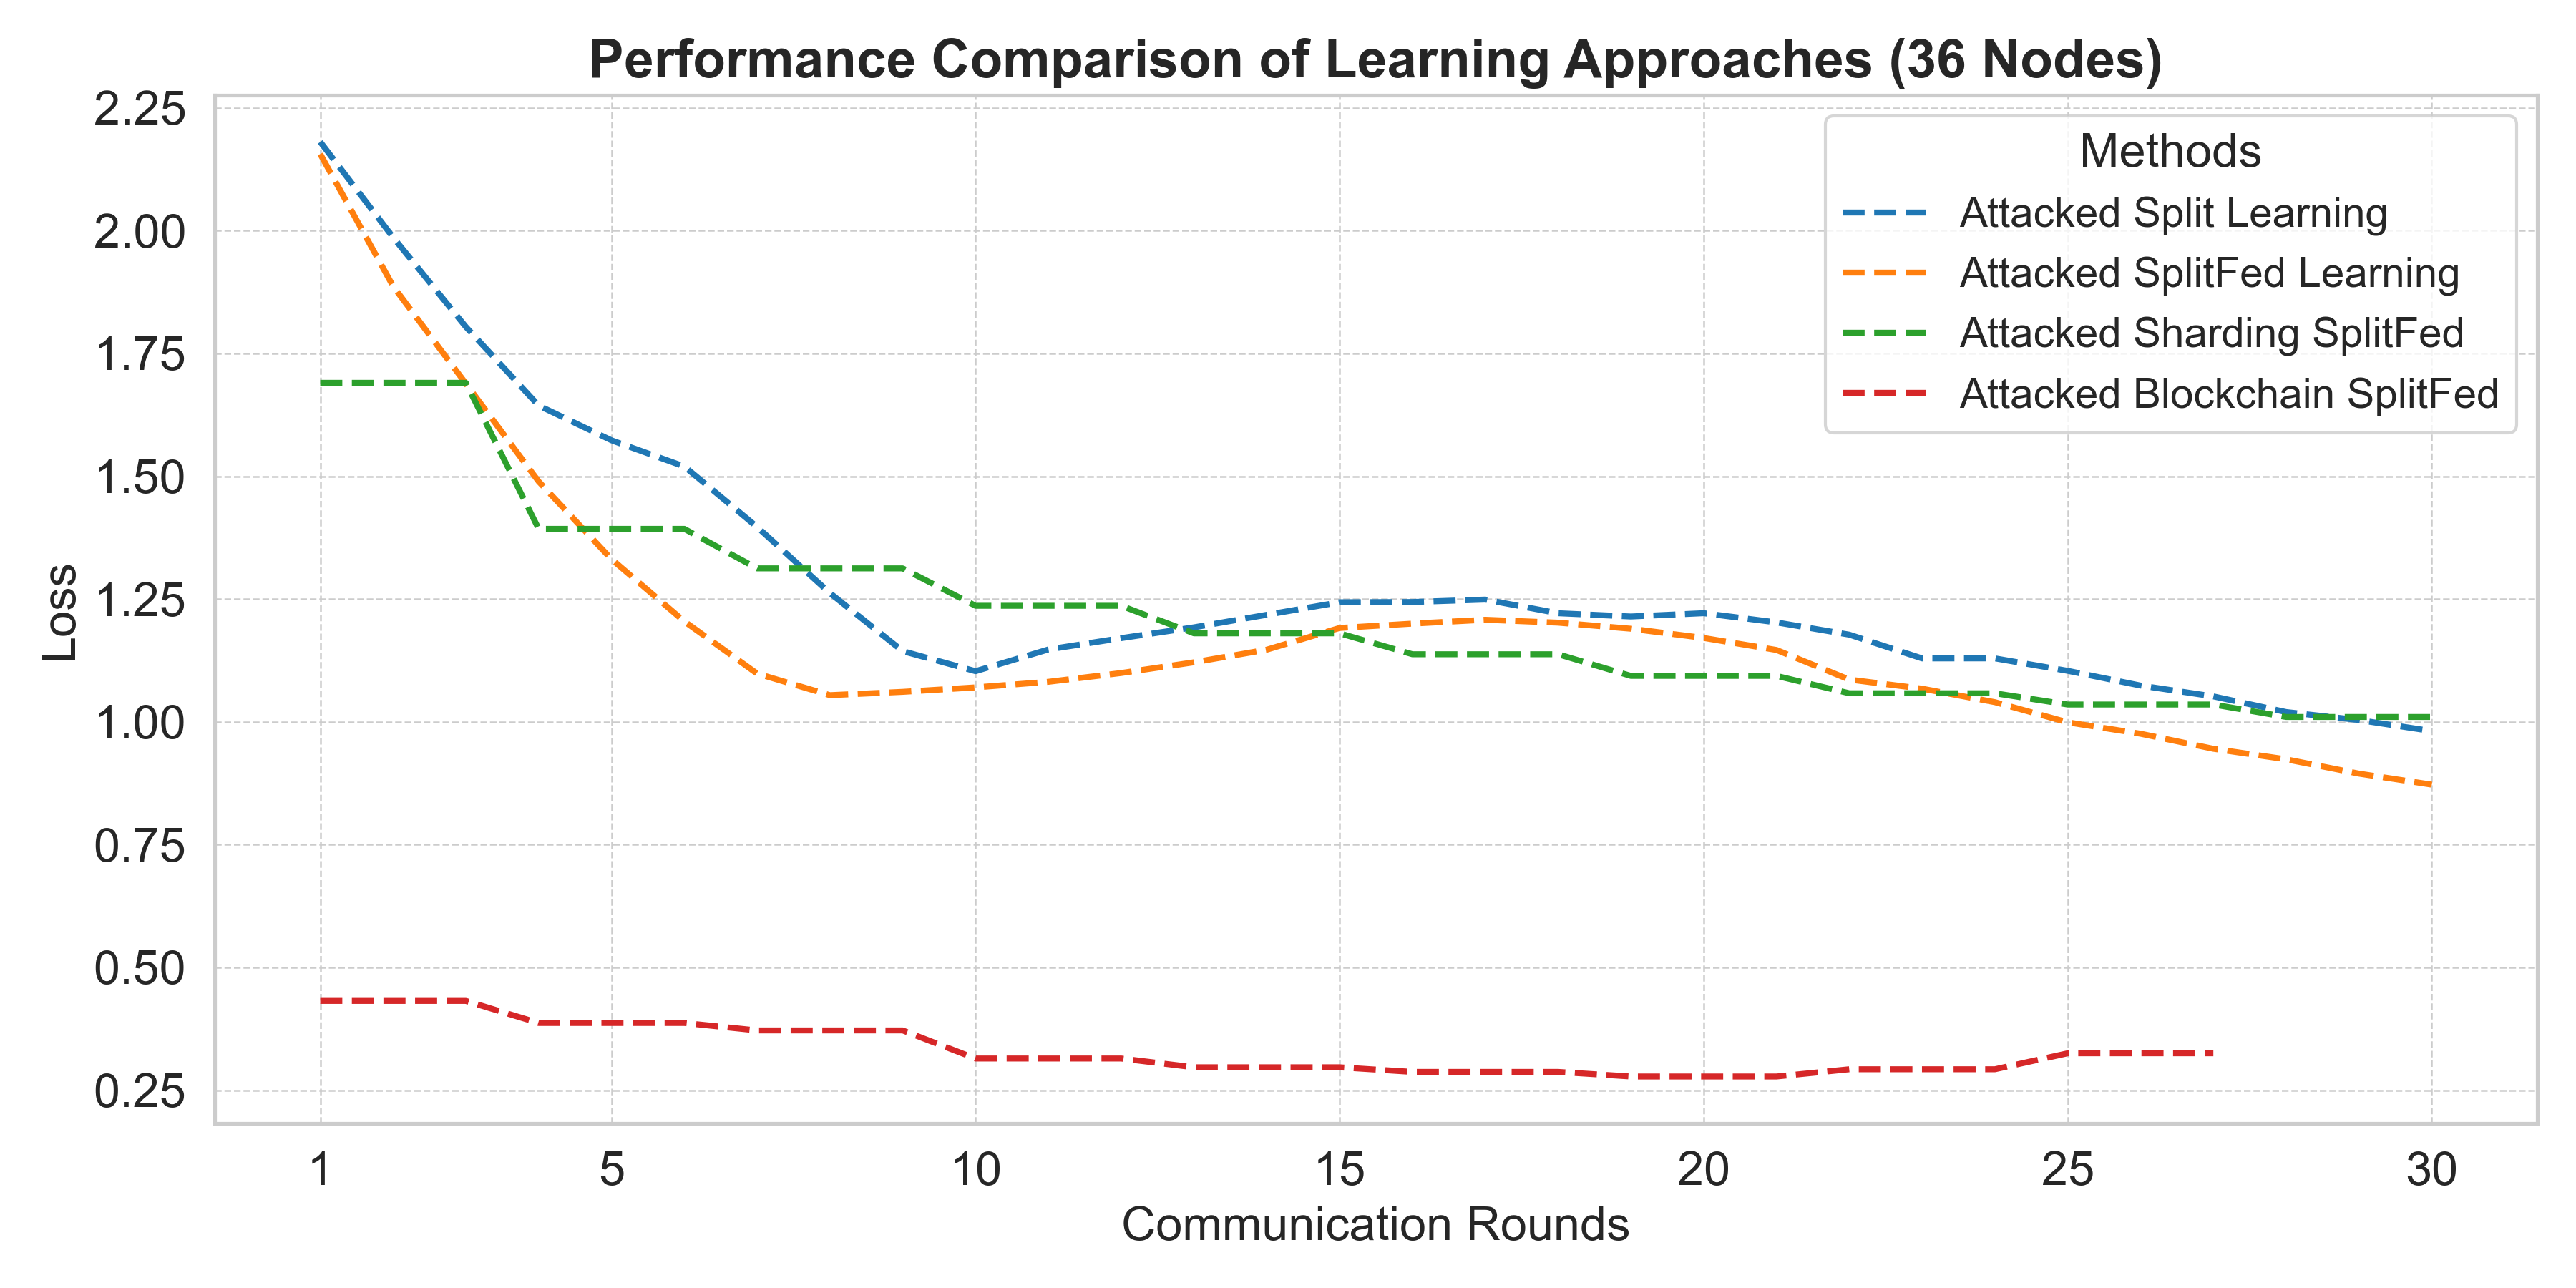 Performance Comparison of Learning Approaches (36 Nodes)
2.25
2.00
1.75
1.50
1.25
1.00
0.75
0.50
0.25
Loss
Methods
Attacked Split Learning
Attacked SplitFed Learning
Attacked Sharding SplitFed
Attacked Blockchain SplitFed
1 5 10 15 20 25 30
Communication Rounds